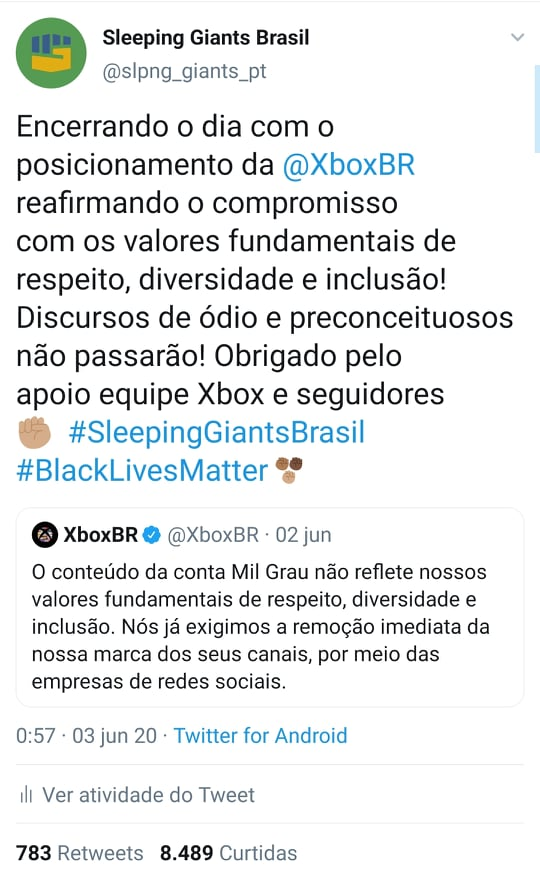 Sleeping Giants Brasil
@slpng_giants_pt
Encerrando o dia com o
posicionamento da @XboxBR
reafirmando o compromisso
com os valores fundamentais de
respeito, diversidade e inclusão!
Discursos de ódio e preconceituosos
não passarão! Obrigado pelo
apoio equipe Xbox e seguidores
✊🏽 #SleepingGiantsBrasil
#BlackLivesMatter
XboxBR @XboxBR · 02 jun
O conteúdo da conta Mil Grau não reflete nossos
valores fundamentais de respeito, diversidade e
inclusão. Nós já exigimos a remoção imediata da
nossa marca dos seus canais, por meio das
empresas de redes sociais.
0:57 · 03 jun 20 · Twitter for Android
Ver atividade do Tweet
783 Retweets 8.489 Curtidas